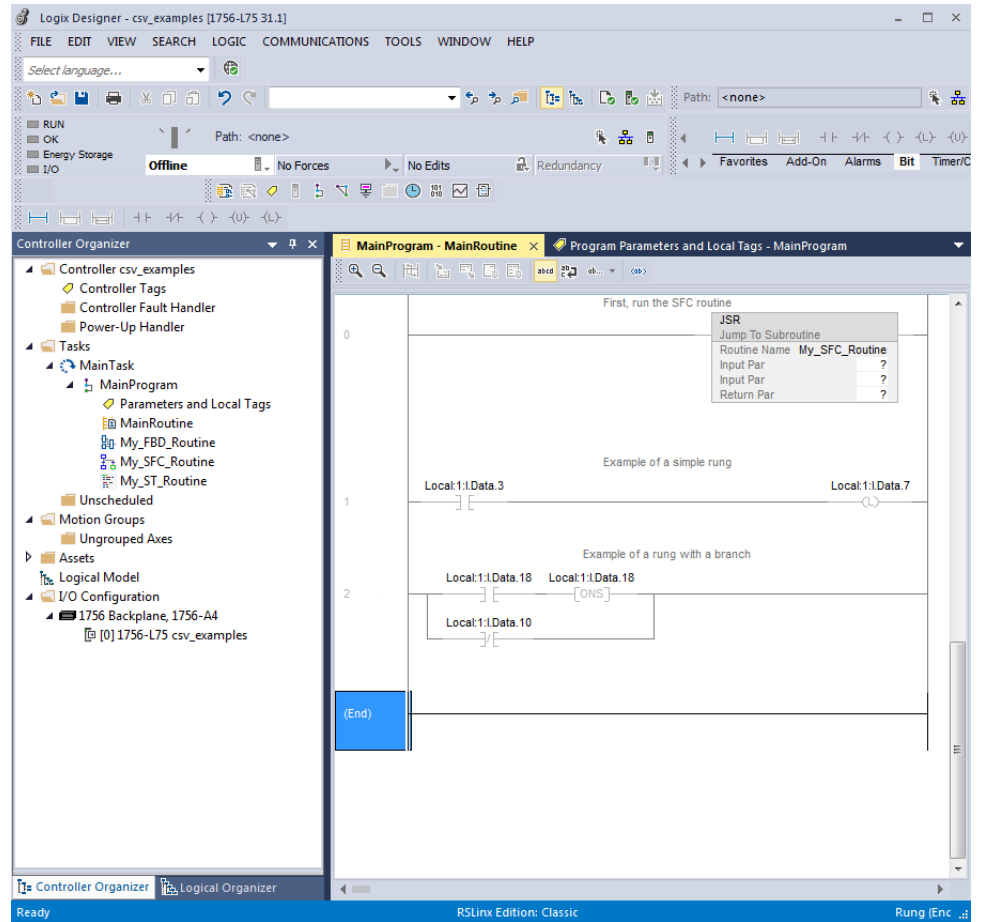 Logix Designer - csv_examples [1756-L75 31.1]
FILE EDIT VIEW SEARCH LOGIC COMMUNICATIONS TOOLS WINDOW HELP
Select language...
Path: <none>
RUN
OK
Energy Storage
I/O
Path: <none>
Offline
No Forces
No Edits
Redundancy
Favorites Add-On Alarms Bit Timer/C
Controller Organizer
MainProgram - MainRoutine
Program Parameters and Local Tags - MainProgram
Controller csv_examples
Controller Tags
Controller Fault Handler
Power-Up Handler
Tasks
MainTask
MainProgram
Parameters and Local Tags
MainRoutine
My_FBD_Routine
My_SFC_Routine
My_ST_Routine
Unscheduled
Motion Groups
Ungrouped Axes
Assets
Logical Model
I/O Configuration
1756 Backplane, 1756-A4
[0] 1756-L75 csv_examples
First, run the SFC routine
0
JSR
Jump To Subroutine
Routine Name My_SFC_Routine
Input Par ?
Input Par ?
Return Par ?
Example of a simple rung
Local:1:I.Data.3 Local:1:I.Data.7
1
(L)
Example of a rung with a branch
Local:1:I.Data.18 Local:1:I.Data.18
2
[ONS]
Local:1:I.Data.10
(End)
Controller Organizer
Logical Organizer
Ready
RSLinx Edition: Classic
Rung (Enc